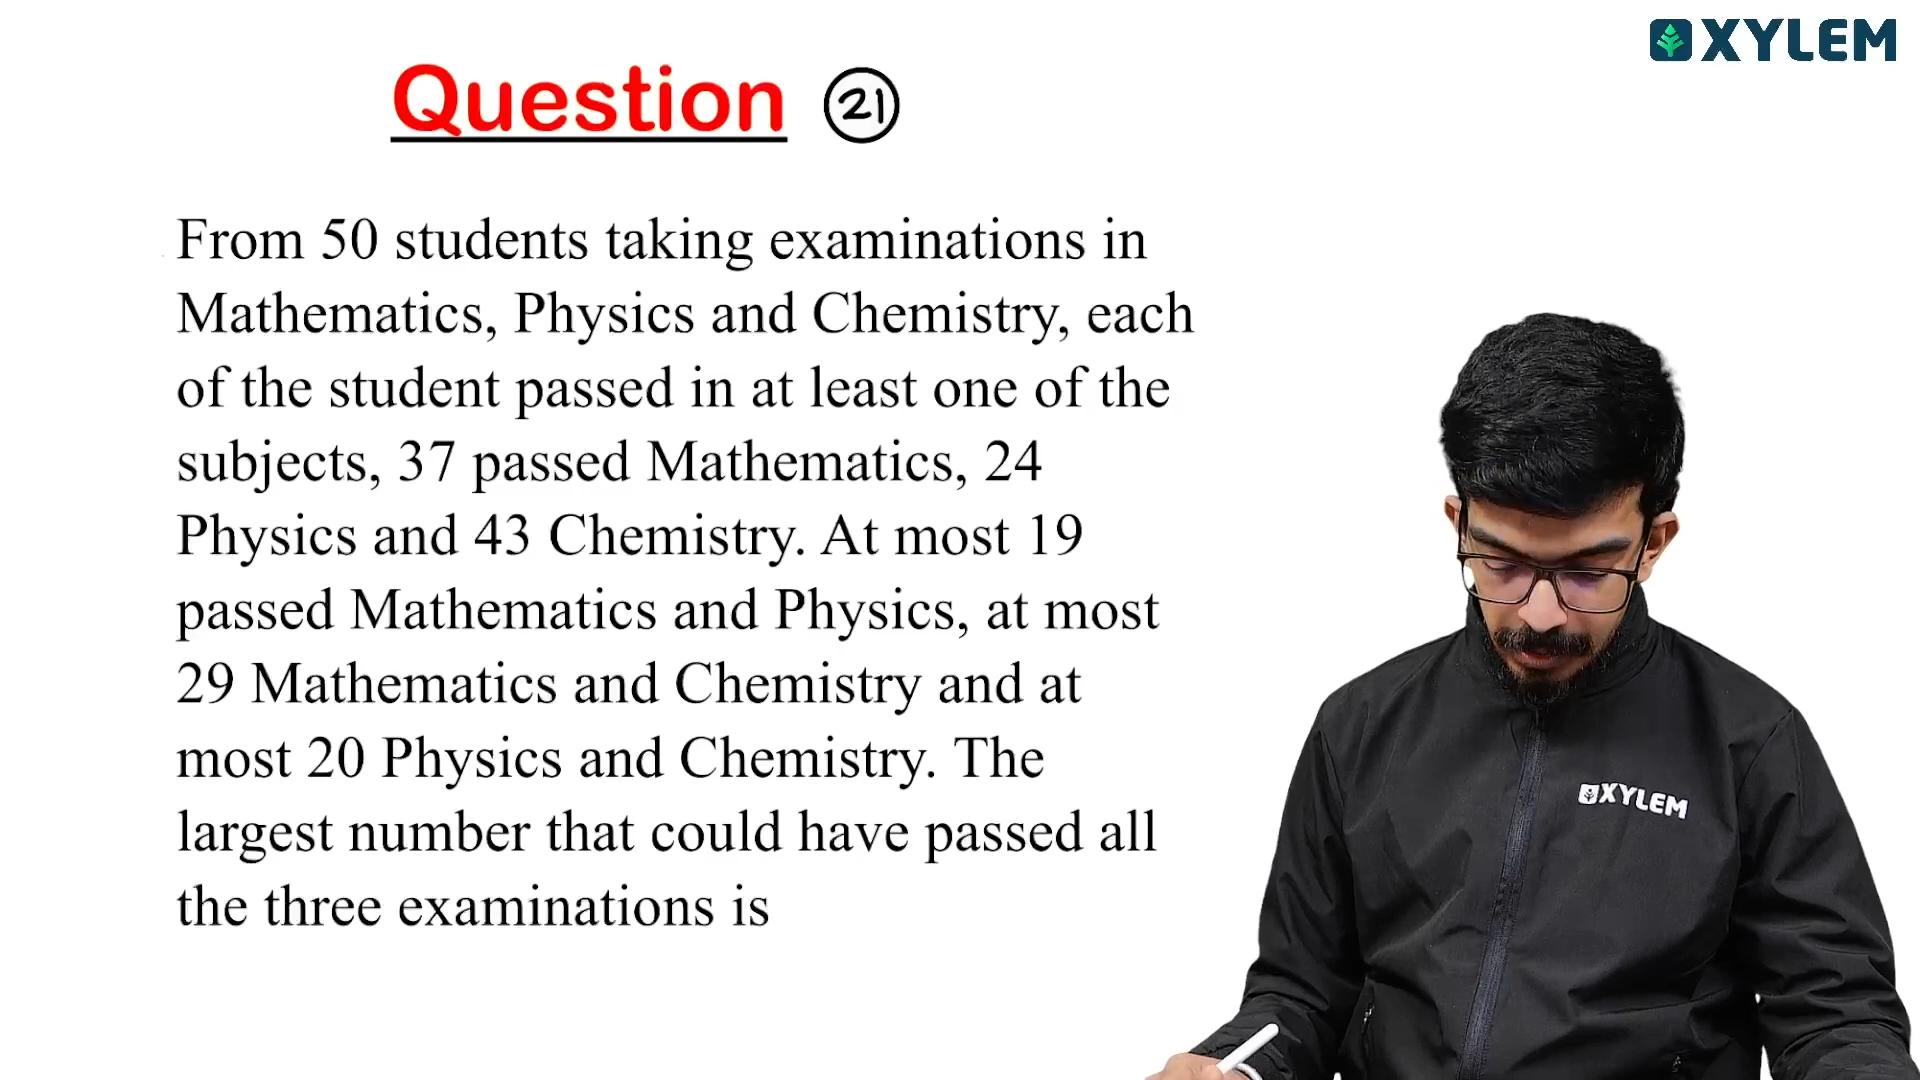 XYLEM
Question 21
From 50 students taking examinations in
Mathematics, Physics and Chemistry, each
of the student passed in at least one of the
subjects, 37 passed Mathematics, 24
Physics and 43 Chemistry. At most 19
passed Mathematics and Physics, at most
29 Mathematics and Chemistry and at
most 20 Physics and Chemistry. The
largest number that could have passed all
the three examinations is
XYLEM